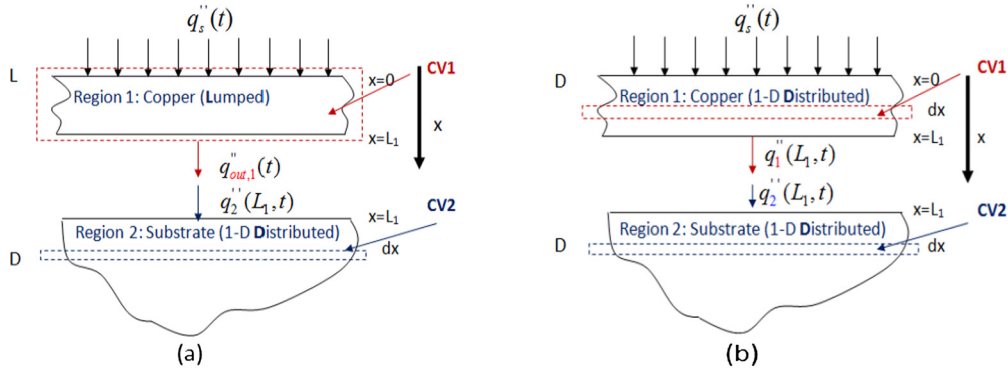 q''s(t)
L
x=0
CV1
Region 1: Copper (Lumped)
x
x=L₁
q''out,1(t)
q''2(L₁,t)
CV2
x=L₁
Region 2: Substrate (1-D Distributed)
dx
D
(a)
q''s(t)
D
x=0
CV1
Region 1: Copper (1-D Distributed)
dx
x
x=L₁
q''1(L₁,t)
q''2(L₁,t)
CV2
x=L₁
Region 2: Substrate (1-D Distributed)
dx
D
(b)